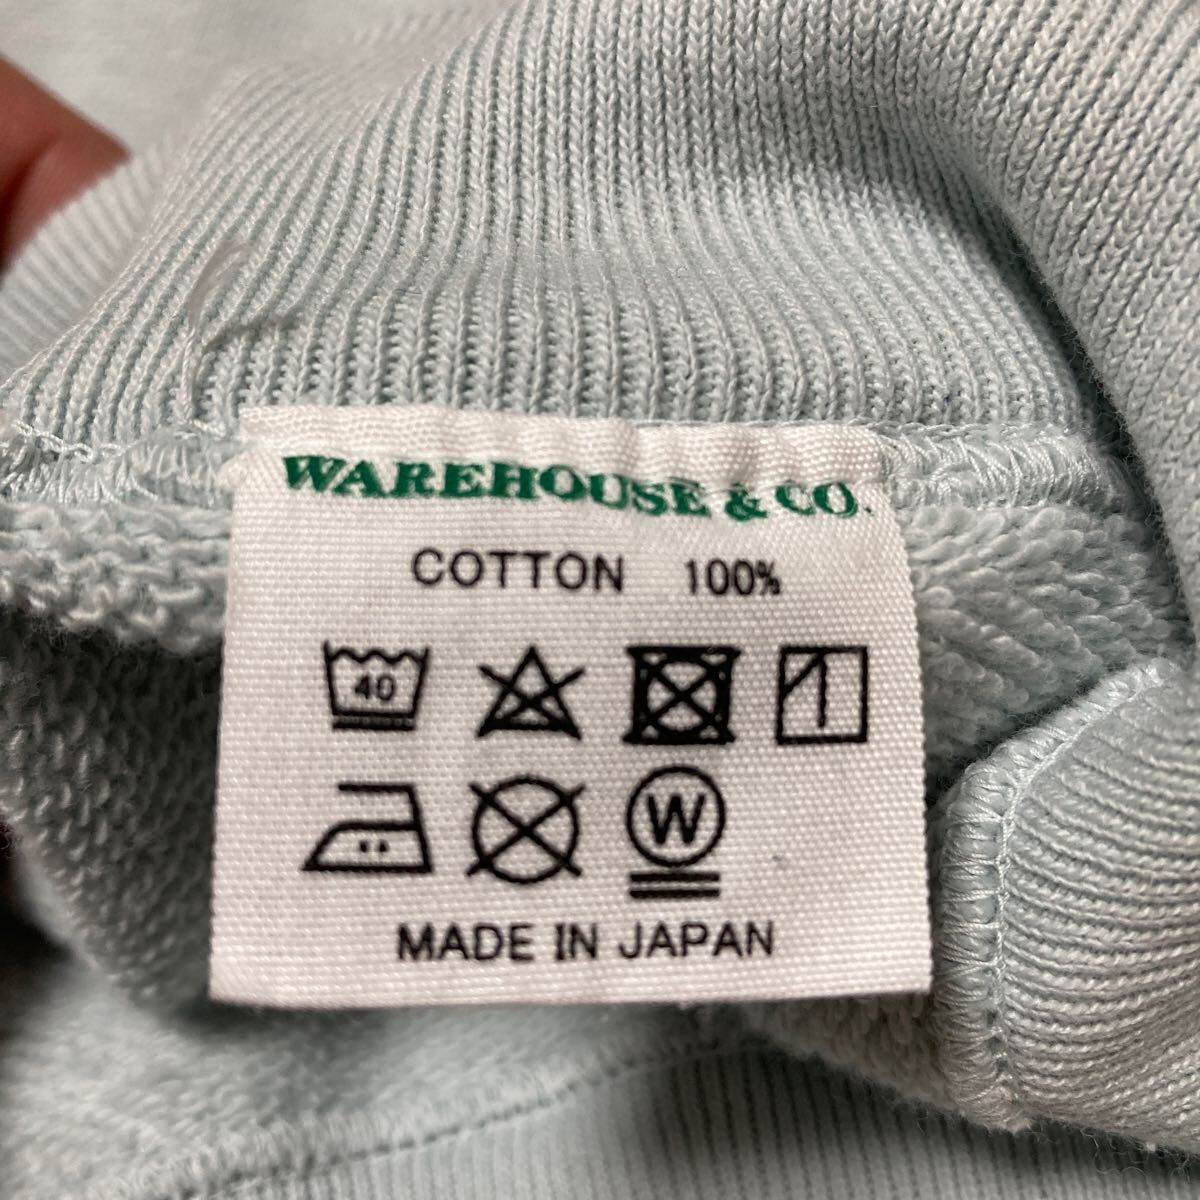 WAREHOUSE & CO.
COTTON 100%
40
W
MADE IN JAPAN